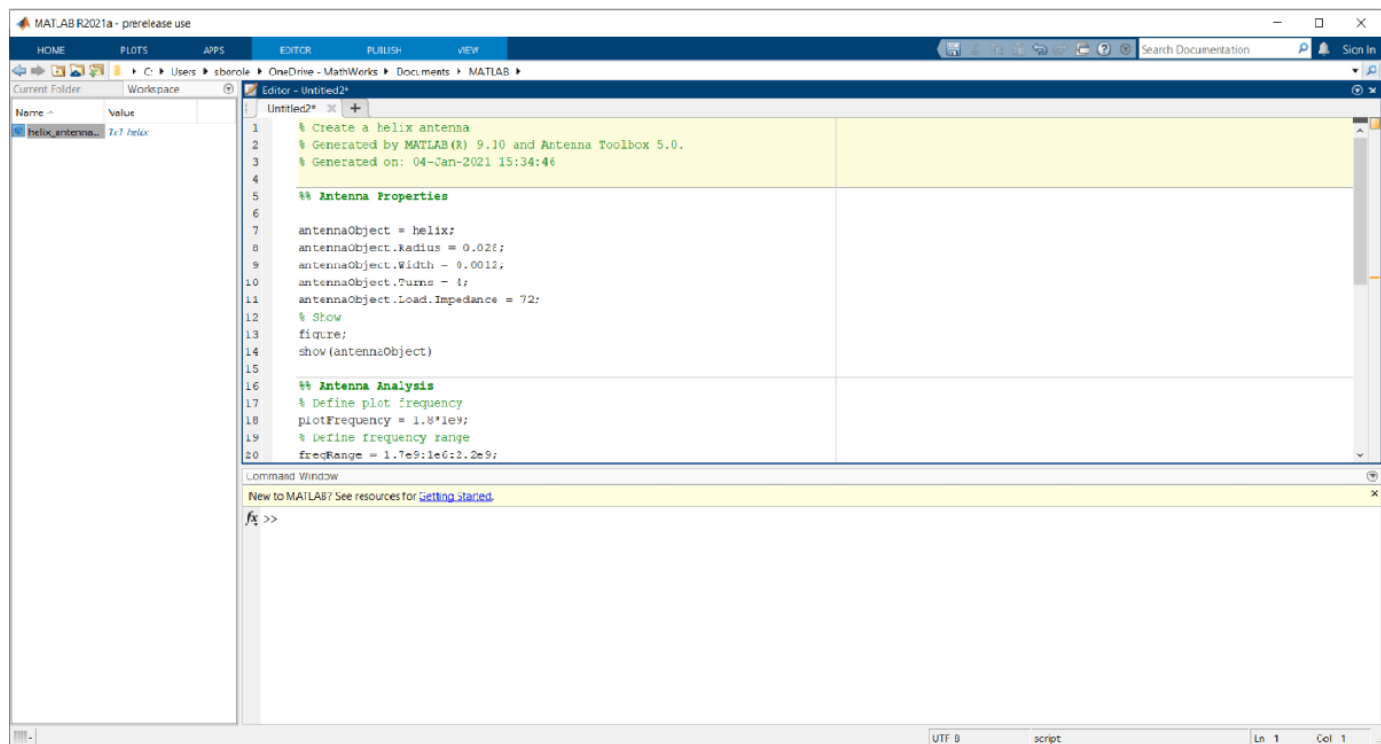 MATLAB R2021a - prerelease use
HOME PLOTS APPS EDITOR PUBLISH VIEW Search Documentation Sign In
C: Users sborole OneDrive - MathWorks Documents MATLAB
Current Folder Workspace
Editor - Untitled2*
Name Value
helix_antenna... 1x1 helix
Untitled2*
1 % Create a helix antenna
2 % Generated by MATLAB(R) 9.10 and Antenna Toolbox 5.0.
3 % Generated on: 04-Jan-2021 15:34:46
4
5 %% Antenna Properties
6
7 antennaObject = helix;
8 antennaObject.Radius = 0.028;
9 antennaObject.Width = 0.0012;
10 antennaObject.Turns = 4;
11 antennaObject.Load.Impedance = 72;
12 % Show
13 figure;
14 show(antennaObject)
15
16 %% Antenna Analysis
17 % Define plot frequency
18 plotFrequency = 1.8*1e9;
19 % Define frequency range
20 freqRange = 1.7e9:1e6:2.2e9;
Command Window
New to MATLAB? See resources for Getting Started.
fx >>
UTF-8 script Ln 1 Col 1